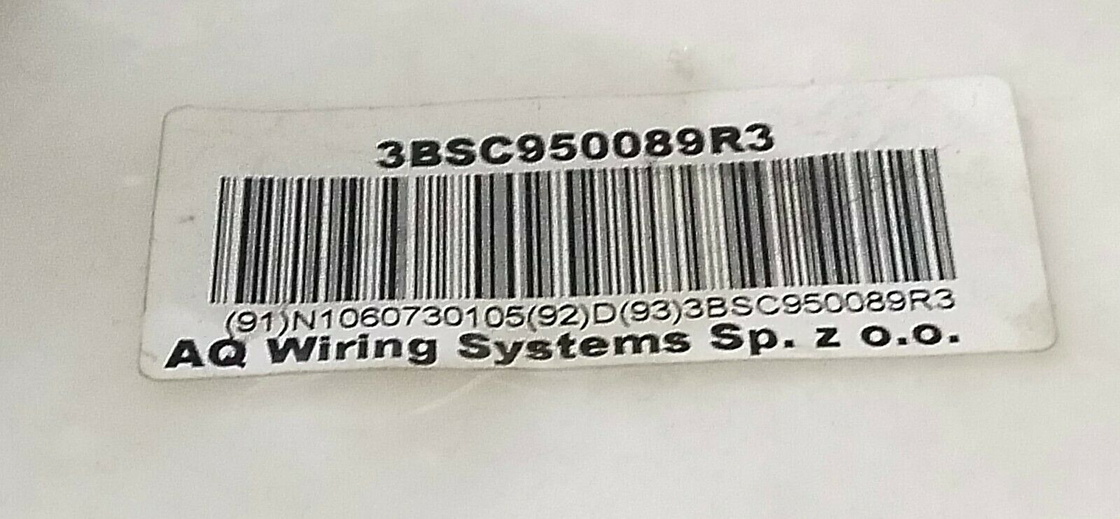 3BSC950089R3
(91)N1060730105(92)D(93)3BSC950089R3
AQ Wiring Systems Sp. z o.o.